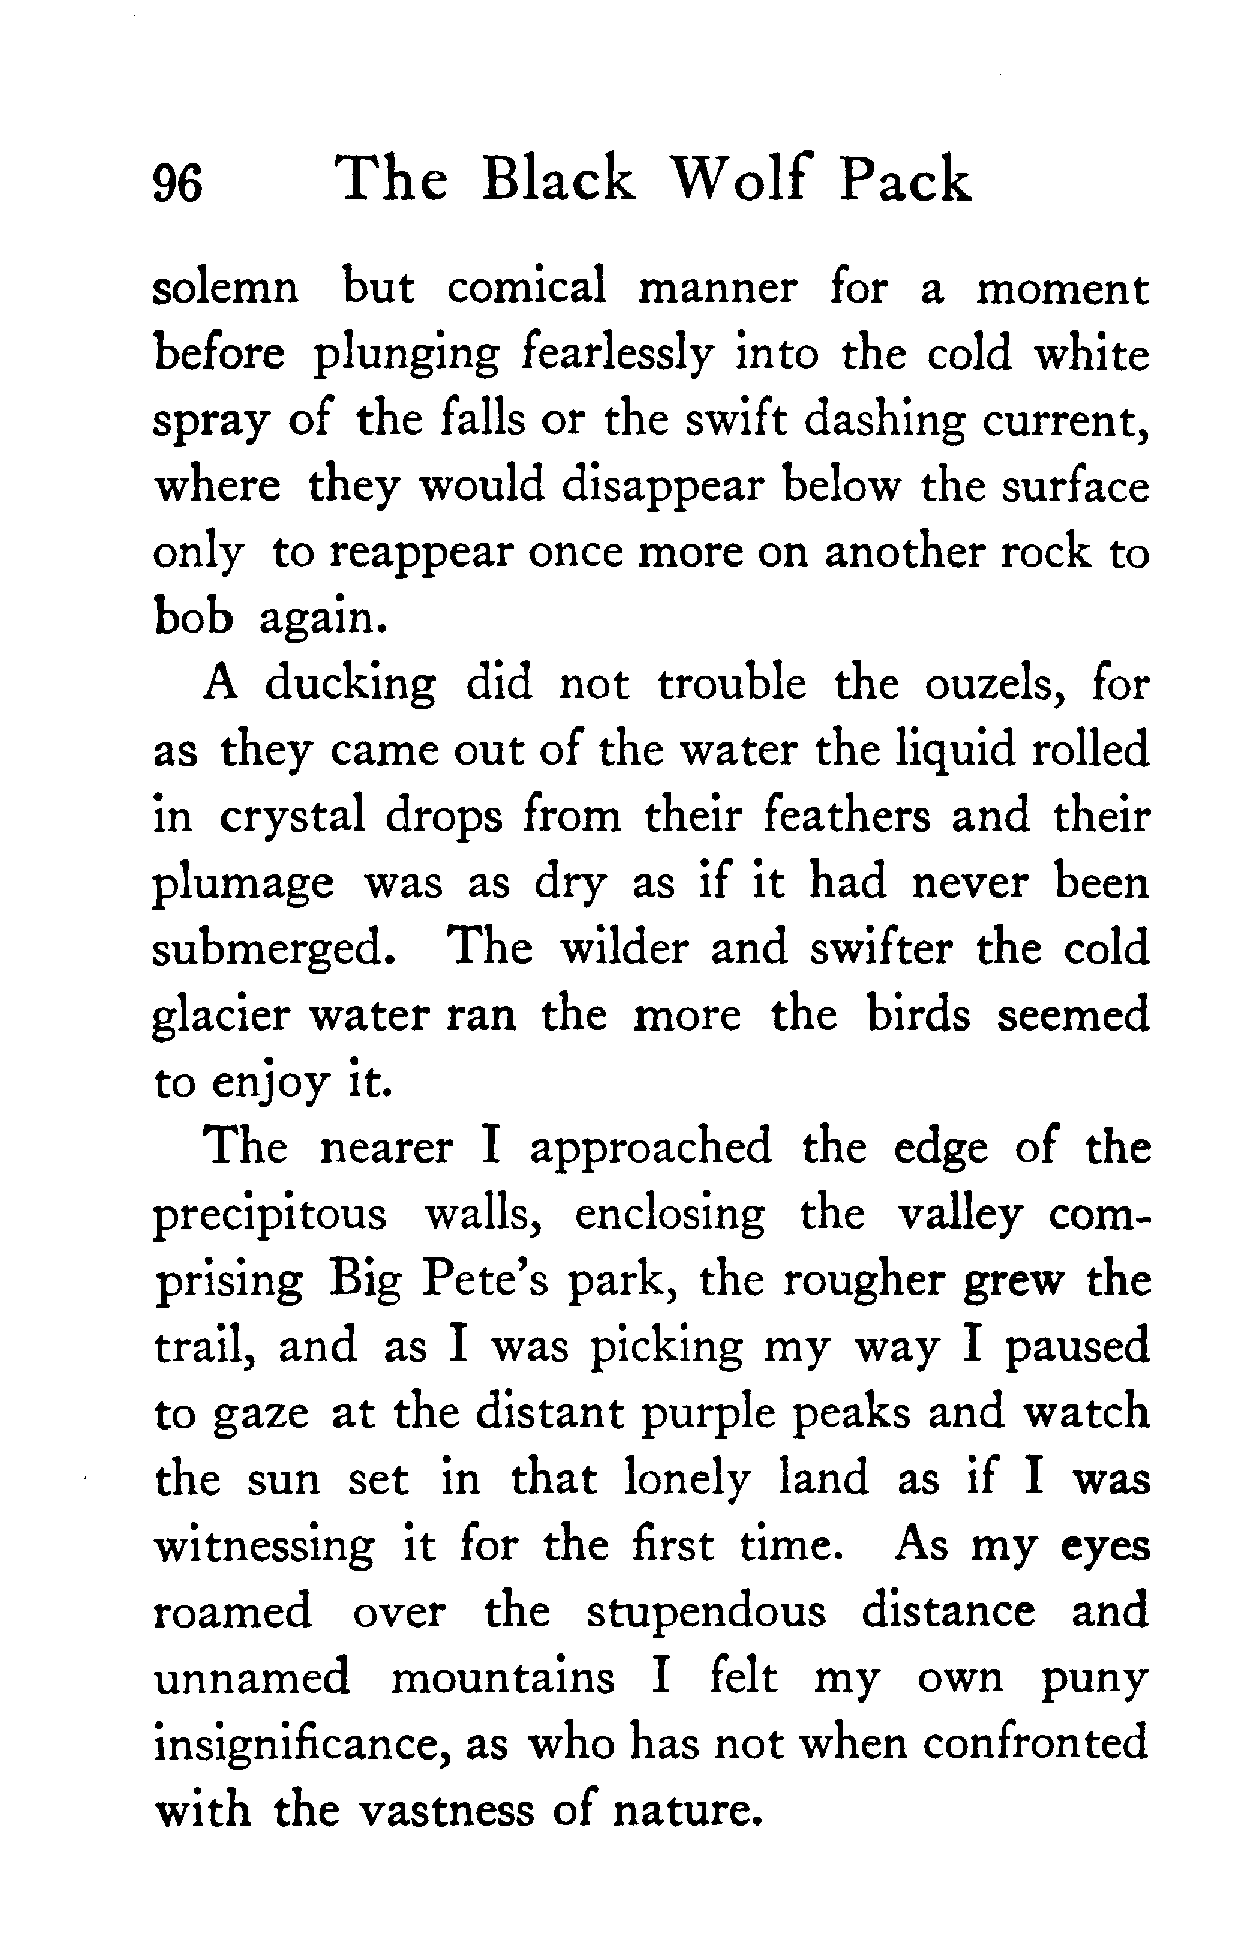 96 The Black Wolf Pack
solemn but comical manner for a moment
before plunging fearlessly into the cold white
spray of the falls or the swift dashing current,
where they would disappear below the surface
only to reappear once more on another rock to
bob again.
A ducking did not trouble the ouzels, for
as they came out of the water the liquid rolled
in crystal drops from their feathers and their
plumage was as dry as if it had never been
submerged. The wilder and swifter the cold
glacier water ran the more the birds seemed
to enjoy it.
The nearer I approached the edge of the
precipitous walls, enclosing the valley com-
prising Big Pete's park, the rougher grew the
trail, and as I was picking my way I paused
to gaze at the distant purple peaks and watch
the sun set in that lonely land as if I was
witnessing it for the first time. As my eyes
roamed over the stupendous distance and
unnamed mountains I felt my own puny
insignificance, as who has not when confronted
with the vastness of nature.